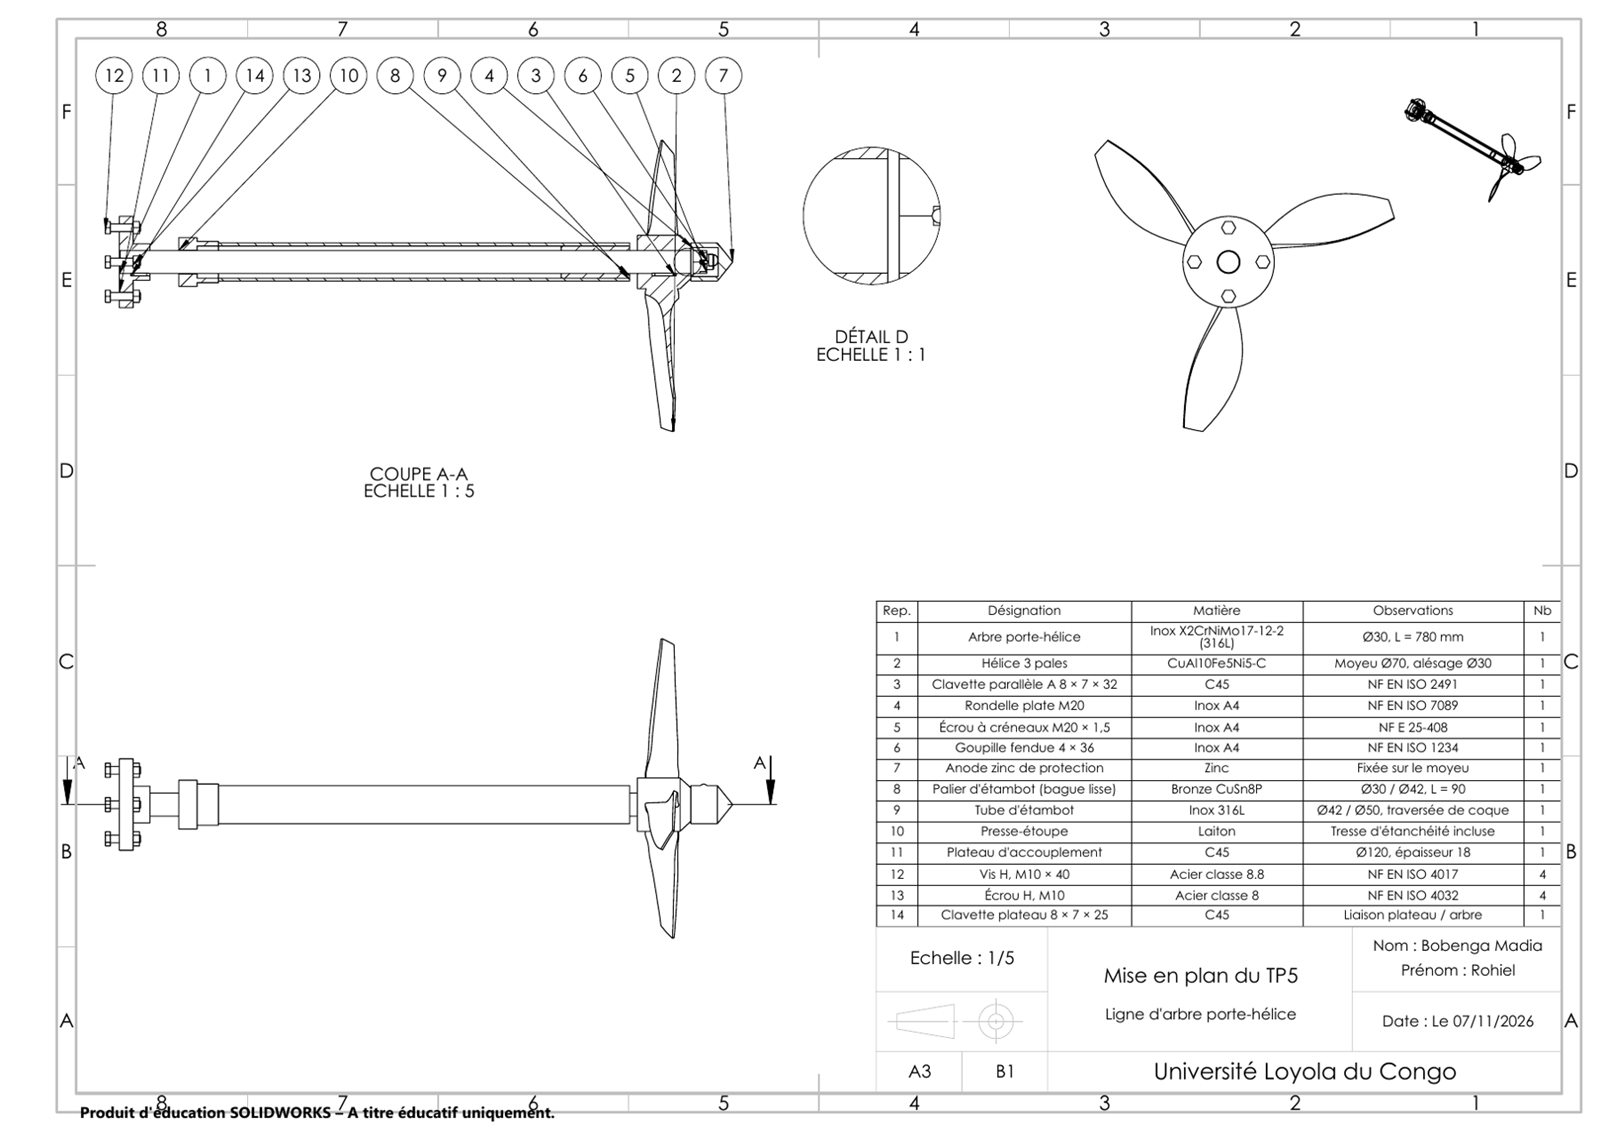 8 7 6 5 4 3 2 1
12 11 1 14 13 10 8 9 4 3 6 5 2 7
F F
E E
DÉTAIL D
ECHELLE 1 : 1
D D
COUPE A-A
ECHELLE 1 : 5
Rep. Désignation Matière Observations Nb
1 Arbre porte-hélice Inox X2CrNiMo17-12-2 (316L) Ø30, L = 780 mm 1
2 Hélice 3 pales CuAl10Fe5Ni5-C Moyeu Ø70, alésage Ø30 1
3 Clavette parallèle A 8 × 7 × 32 C45 NF EN ISO 2491 1
4 Rondelle plate M20 Inox A4 NF EN ISO 7089 1
5 Écrou à créneaux M20 × 1,5 Inox A4 NF E 25-408 1
6 Goupille fendue 4 × 36 Inox A4 NF EN ISO 1234 1
7 Anode zinc de protection Zinc Fixée sur le moyeu 1
8 Palier d'étambot (bague lisse) Bronze CuSn8P Ø30 / Ø42, L = 90 1
9 Tube d'étambot Inox 316L Ø42 / Ø50, traversée de coque 1
10 Presse-étoupe Laiton Tresse d'étanchéité incluse 1
11 Plateau d'accouplement C45 Ø120, épaisseur 18 1
12 Vis H, M10 × 40 Acier classe 8.8 NF EN ISO 4017 4
13 Écrou H, M10 Acier classe 8 NF EN ISO 4032 4
14 Clavette plateau 8 × 7 × 25 C45 Liaison plateau / arbre 1
C C
A A
B B
Echelle : 1/5
Mise en plan du TP5
Ligne d'arbre porte-hélice
Nom : Bobenga Madia
Prénom : Rohiel
Date : Le 07/11/2026
A A
A3 B1 Université Loyola du Congo
8 7 6 5 4 3 2 1
Produit d'éducation SOLIDWORKS – A titre éducatif uniquement.